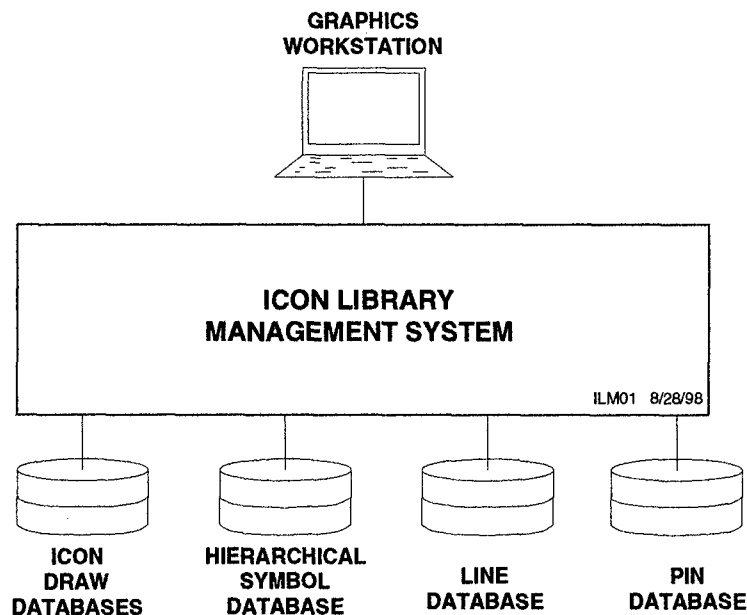 GRAPHICS
WORKSTATION
ICON LIBRARY
MANAGEMENT SYSTEM
ILM01 8/28/98
ICON
DRAW
DATABASES
HIERARCHICAL
SYMBOL
DATABASE
LINE
DATABASE
PIN
DATABASE